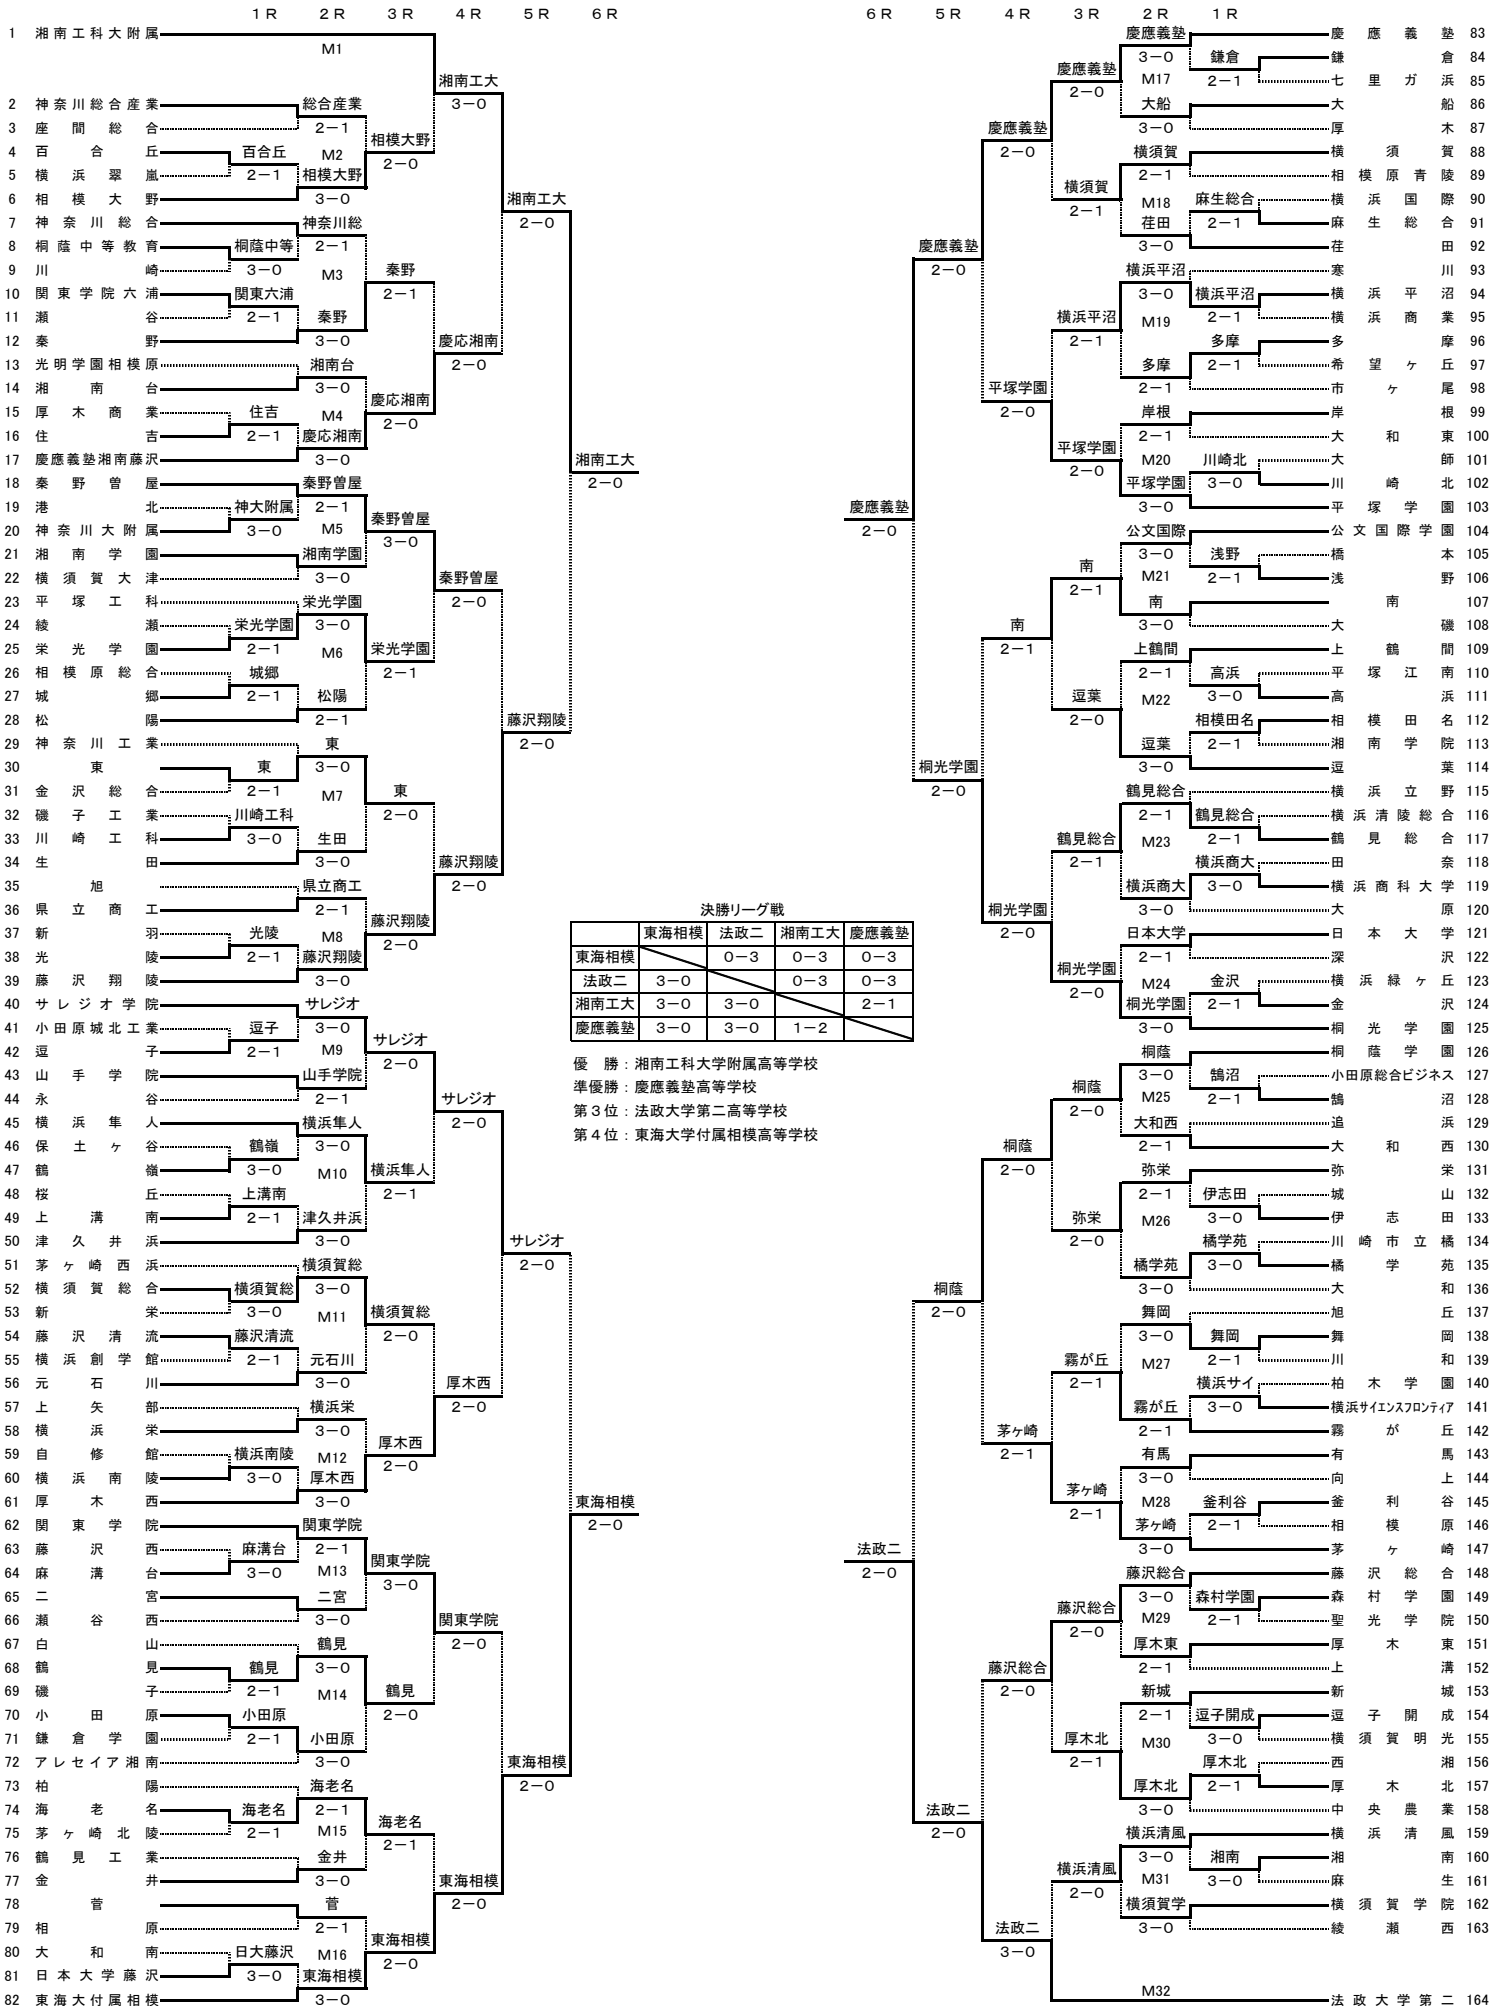 1R 2R 3R 4R 5R 6R
6R 5R 4R 3R 2R 1R
1 湘南工科大附属
2 神奈川総合産業
3 座間総合
4 百合丘
5 横浜翠嵐
6 相模大野
7 神奈川総合
8 桐蔭中等教育
9 川崎
10 関東学院六浦
11 瀬谷
12 秦野
13 光明学園相模原
14 湘南台
15 厚木商業
16 住吉
17 慶應義塾湘南藤沢
18 秦野曽屋
19 港北
20 神奈川大附属
21 湘南学園
22 横須賀大津
23 平塚工科
24 綾瀬
25 栄光学園
26 相模原総合
27 城郷
28 松陽
29 神奈川工業
30 東
31 金沢総合
32 磯子工業
33 川崎工科
34 生田
35 旭
36 県立商工
37 新羽
38 光陵
39 藤沢翔陵
40 サレジオ学院
41 小田原城北工業
42 逗子
43 山手学院
44 永谷
45 横浜隼人
46 保土ヶ谷
47 鶴嶺
48 桜丘
49 上溝南
50 津久井浜
51 茅ヶ崎西浜
52 横須賀総合
53 新栄
54 藤沢清流
55 横浜創学館
56 元石川
57 上矢部
58 横浜栄
59 自修館
60 横浜南陵
61 厚木西
62 関東学院
63 藤沢西
64 麻溝台
65 二宮
66 瀬谷西
67 白山
68 鶴見
69 磯子
70 小田原
71 鎌倉学園
72 アレセイア湘南
73 柏陽
74 海老名
75 茅ヶ崎北陵
76 鶴見工業
77 金井
78 菅
79 相原
80 大和南
81 日本大学藤沢
82 東海大付属相模
百合丘 2-1
桐蔭中等 3-0
関東六浦 2-1
住吉 2-1
神大附属 3-0
栄光学園 2-1
城郷 2-1
東 2-1
川崎工科 3-0
光陵 2-1
逗子 2-1
鶴嶺 3-0
上溝南 2-1
横須賀総 3-0
藤沢清流 2-1
横浜南陵 3-0
麻溝台 3-0
鶴見 2-1
小田原 2-1
海老名 2-1
日大藤沢 3-0
M1
総合産業 2-1
M2
相模大野 3-0
神奈川総 2-1
M3
秦野 3-0
湘南台 3-0
M4
慶応湘南 3-0
秦野曽屋 2-1
M5
湘南学園 3-0
栄光学園 3-0
M6
松陽 2-1
東 3-0
M7
生田 3-0
県立商工 2-1
M8
藤沢翔陵 3-0
サレジオ 3-0
M9
山手学院 2-1
横浜隼人 3-0
M10
津久井浜 3-0
横須賀総 3-0
M11
元石川 3-0
横浜栄 3-0
M12
厚木西 3-0
関東学院 2-1
M13
二宮 3-0
鶴見 3-0
M14
小田原 3-0
海老名 2-1
M15
金井 3-0
菅 2-1
M16
東海相模 3-0
相模大野 2-0
秦野 2-1
慶応湘南 2-0
秦野曽屋 3-0
栄光学園 2-1
東 2-0
藤沢翔陵 2-0
サレジオ 2-0
横浜隼人 2-1
横須賀総 2-0
厚木西 2-0
関東学院 3-0
鶴見 2-0
海老名 2-1
東海相模 2-0
湘南工大 3-0
慶応湘南 2-0
秦野曽屋 2-0
藤沢翔陵 2-0
サレジオ 2-0
厚木西 2-0
関東学院 2-0
東海相模 2-0
湘南工大 2-0
藤沢翔陵 2-0
サレジオ 2-0
東海相模 2-0
湘南工大 2-0
東海相模 2-0
決勝リーグ戦
東海相模 法政二 湘南工大 慶應義塾
東海相模 0-3 0-3 0-3
法政二 3-0 0-3 0-3
湘南工大 3-0 3-0 2-1
慶應義塾 3-0 3-0 1-2
優 勝:湘南工科大学附属高等学校
準優勝:慶應義塾高等学校
第3位:法政大学第二高等学校
第4位:東海大学付属相模高等学校
慶應義塾 2-0
法政二 2-0
慶應義塾 2-0
桐光学園 2-0
桐蔭 2-0
法政二 2-0
慶應義塾 2-0
平塚学園 2-0
南 2-1
桐光学園 2-0
桐蔭 2-0
茅ヶ崎 2-1
藤沢総合 2-0
法政二 3-0
慶應義塾 2-0
横須賀 2-1
横浜平沼 2-1
平塚学園 2-0
南 2-1
逗葉 2-0
鶴見総合 2-1
桐光学園 2-0
桐蔭 2-0
弥栄 2-0
霧が丘 2-1
茅ヶ崎 2-1
藤沢総合 2-0
厚木北 2-1
横浜清風 2-0
慶應義塾 3-0
M17
大船 3-0
横須賀 2-1
M18
荏田 3-0
横浜平沼 3-0
M19
多摩 2-1
岸根 2-1
M20
平塚学園 3-0
公文国際 3-0
M21
南 3-0
上鶴間 2-1
M22
逗葉 3-0
鶴見総合 2-1
M23
横浜商大 3-0
日本大学 2-1
M24
桐光学園 3-0
桐蔭 3-0
M25
大和西 2-1
弥栄 2-1
M26
橘学苑 3-0
舞岡 3-0
M27
霧が丘 2-1
有馬 3-0
M28
茅ヶ崎 3-0
藤沢総合 3-0
M29
厚木東 2-1
新城 2-1
M30
厚木北 3-0
横浜清風 3-0
M31
横須賀学 3-0
M32
鎌倉 2-1
麻生総合 2-1
横浜平沼 2-1
多摩 2-1
川崎北 3-0
浅野 2-1
高浜 3-0
相模田名 2-1
鶴見総合 2-1
横浜商大 3-0
金沢 2-1
鵠沼 2-1
伊志田 3-0
橘学苑 3-0
舞岡 2-1
横浜サイ 3-0
釜利谷 2-1
森村学園 2-1
逗子開成 3-0
厚木北 2-1
湘南 3-0
慶應義塾 83
鎌倉 84
七里ガ浜 85
大船 86
厚木 87
横須賀 88
相模原青陵 89
横浜国際 90
麻生総合 91
荏田 92
寒川 93
横浜平沼 94
横浜商業 95
多摩 96
希望ヶ丘 97
市ヶ尾 98
岸根 99
大和東 100
大師 101
川崎北 102
平塚学園 103
公文国際学園 104
橋本 105
浅野 106
南 107
大磯 108
上鶴間 109
平塚江南 110
高浜 111
相模田名 112
湘南学院 113
逗葉 114
横浜立野 115
横浜清陵総合 116
鶴見総合 117
田奈 118
横浜商科大学 119
大原 120
日本大学 121
深沢 122
横浜緑ヶ丘 123
金沢 124
桐光学園 125
桐蔭学園 126
小田原総合ビジネス 127
鵠沼 128
追浜 129
大和西 130
弥栄 131
城山 132
伊志田 133
川崎市立橘 134
橘学苑 135
大和 136
旭丘 137
舞岡 138
川和 139
柏木学園 140
横浜サイエンスフロンティア 141
霧が丘 142
有馬 143
向上 144
釜利谷 145
相模原 146
茅ヶ崎 147
藤沢総合 148
森村学園 149
聖光学院 150
厚木東 151
上溝 152
新城 153
逗子開成 154
横須賀明光 155
西湘 156
厚木北 157
中央農業 158
横浜清風 159
湘南 160
麻生 161
横須賀学院 162
綾瀬西 163
法政大学第二 164